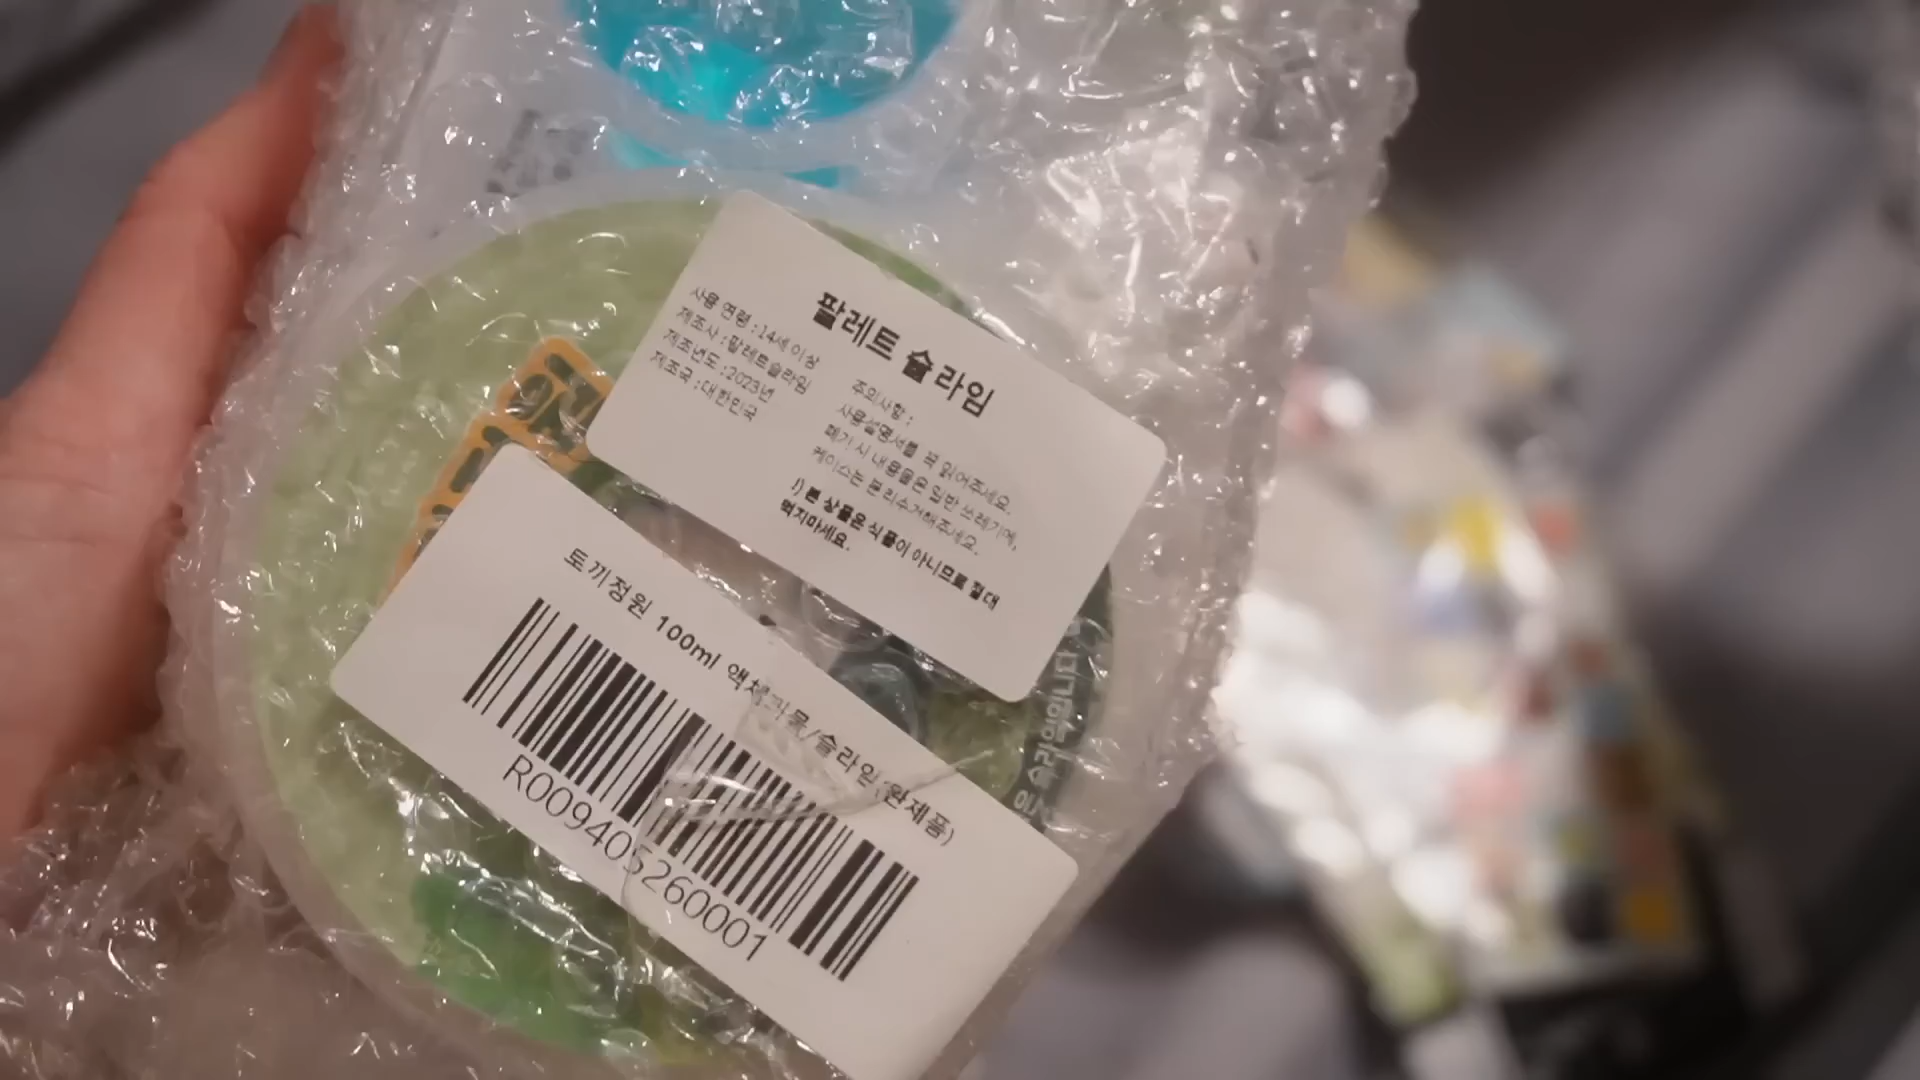 팔레트 슬라임
사용 연령 : 14세 이상
제조사 : 팔레트슬라임
제조년도 : 2023년
제조국 : 대한민국
주의사항 :
사용설명서를 꼭 읽어주세요.
폐기 시 내용물은 일반 쓰레기에,
케이스는 분리수거해주세요.
!) 본 상품은 식품이 아니므로 절대
먹지마세요.
토끼정원 100ml 액체괴물/슬라임(완제품)
R009405260001
슬라임입니다